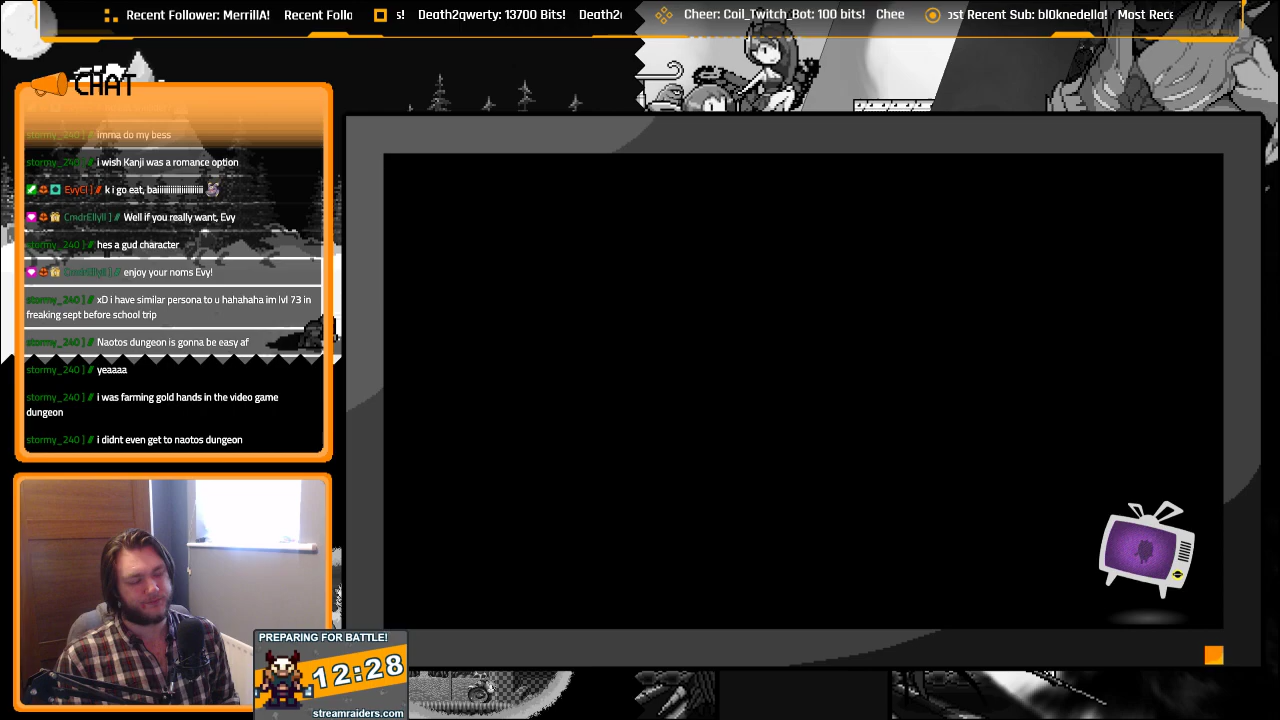 Recent Follower: MerrillA! Recent Follo
s! Death2qwerty: 13700 Bits! Death2
Cheer: Coil_Twitch_Bot: 100 bits! Chee
ost Recent Sub: bl0knedella! Most Rece
CHAT
stormy_240 ] // imma do my bess
stormy_240 ] // i wish Kanji was a romance option
EvyC( ] // k i go eat, baiiiiiiiiiiiiiiiiiiiii
CmdrEllyll ] // Well if you really want, Evy
stormy_240 ] // hes a gud character
CmdrEllyll ] // enjoy your noms Evy!
stormy_240 ] // xD i have similar persona to u hahahaha im lvl 73 in
freaking sept before school trip
stormy_240 ] // Naotos dungeon is gonna be easy af
stormy_240 ] // yeaaaa
stormy_240 ] // i was farming gold hands in the video game
dungeon
stormy_240 ] // i didnt even get to naotos dungeon
PREPARING FOR BATTLE!
12:28
streamraiders.com